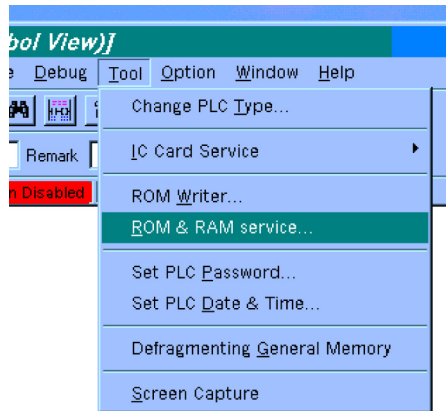 bol View)]
e Debug Tool Option Window Help
Remark
n Disabled
Change PLC Type...
IC Card Service
ROM Writer...
ROM & RAM service...
Set PLC Password...
Set PLC Date & Time...
Defragmenting General Memory
Screen Capture